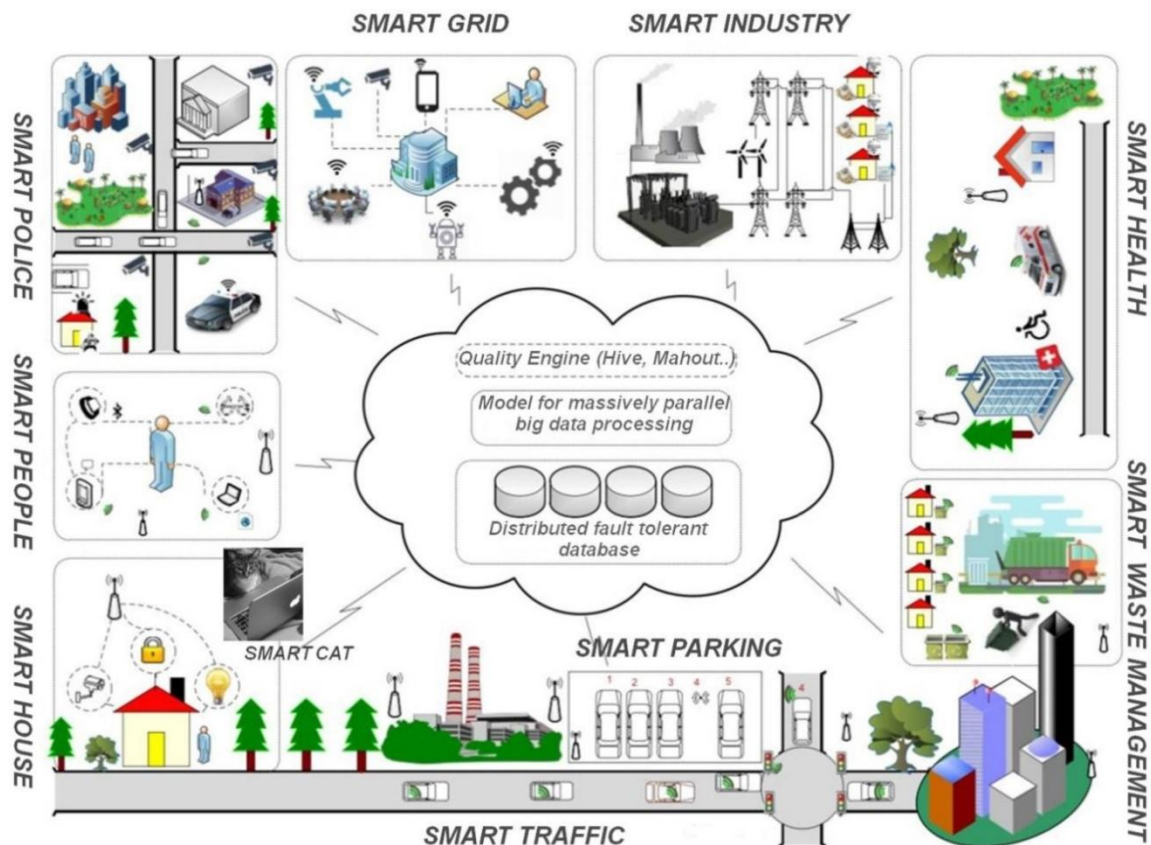 SMART GRID
SMART INDUSTRY
SMART POLICE
SMART HEALTH
Quality Engine (Hive, Mahout..)
Model for massively parallel
big data processing
SMART PEOPLE
Distributed fault tolerant
database
SMART WASTE MANAGEMENT
SMART HOUSE
SMART CAT
SMART PARKING
1 2 3 4 5
4
SMART TRAFFIC